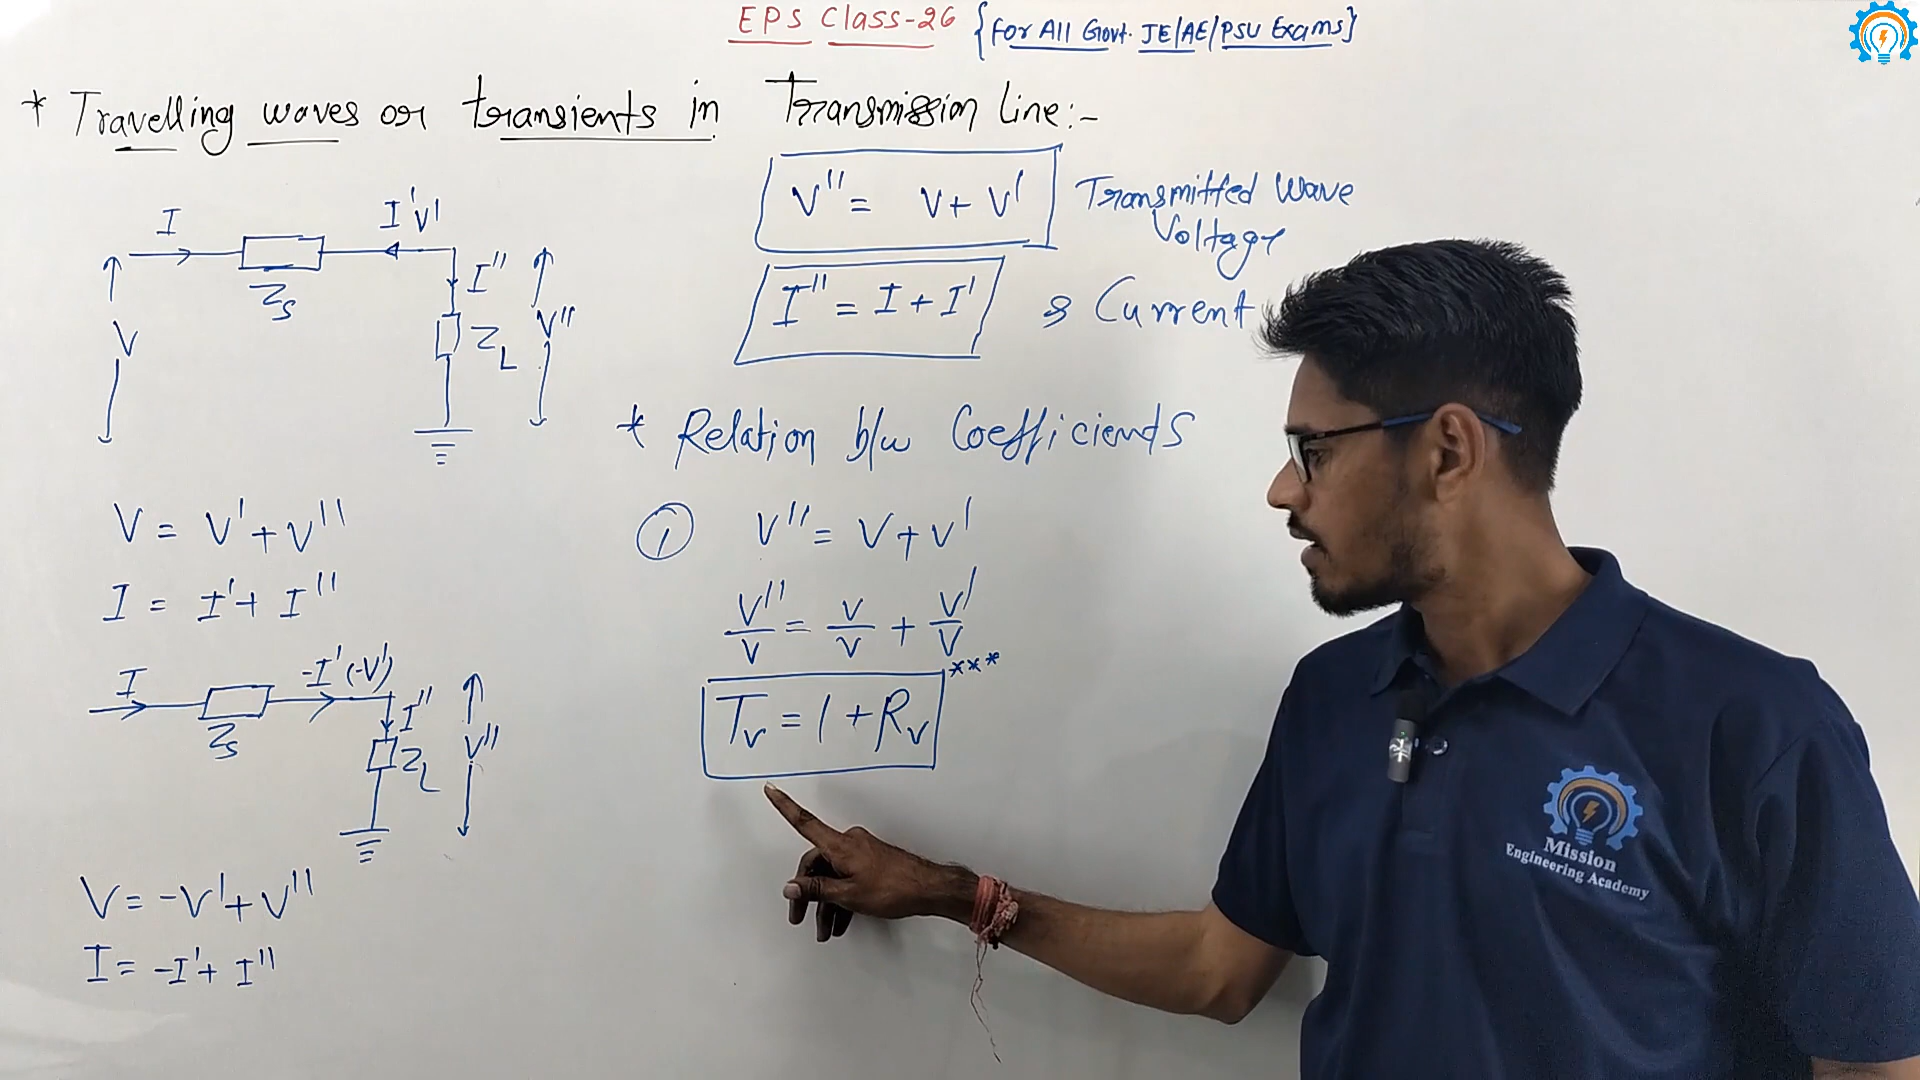 EPS Class-26 {For All Govt. JE/AE/PSU Exams}
* Travelling waves or transients in Transmission Line:-
I
I' V'
Zs
V
I''
ZL
V''
V = V' + V''
I = I' + I''
I
-I' (-V')
Zs
I''
ZL
V''
V = -V' + V''
I = -I' + I''
V'' = V + V' Transmitted Wave
Voltage
I'' = I + I' & Current
* Relation b/w Coefficients
① V'' = V + V'
V''/V = V/V + V'/V
***
Tv = 1 + Rv
Mission
Engineering Academy